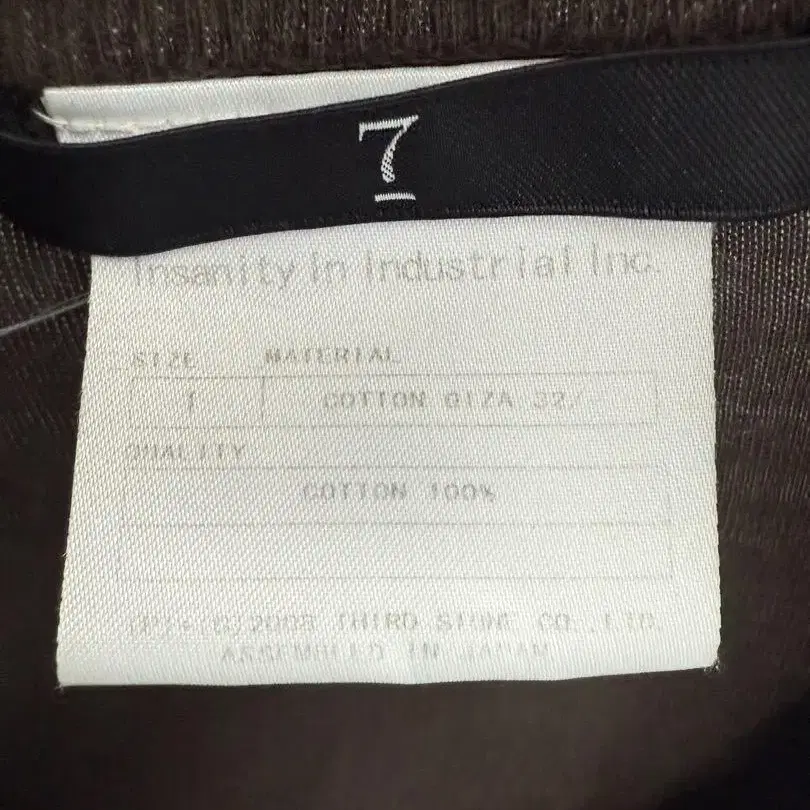 7
Insanity in Industrial Inc.
SIZE MATERIAL
1 COTTON GIZA 32/
QUALITY
COTTON 100%
(P)+(C)2003 THIRD STONE CO.,LTD.
ASSEMBLED IN JAPAN